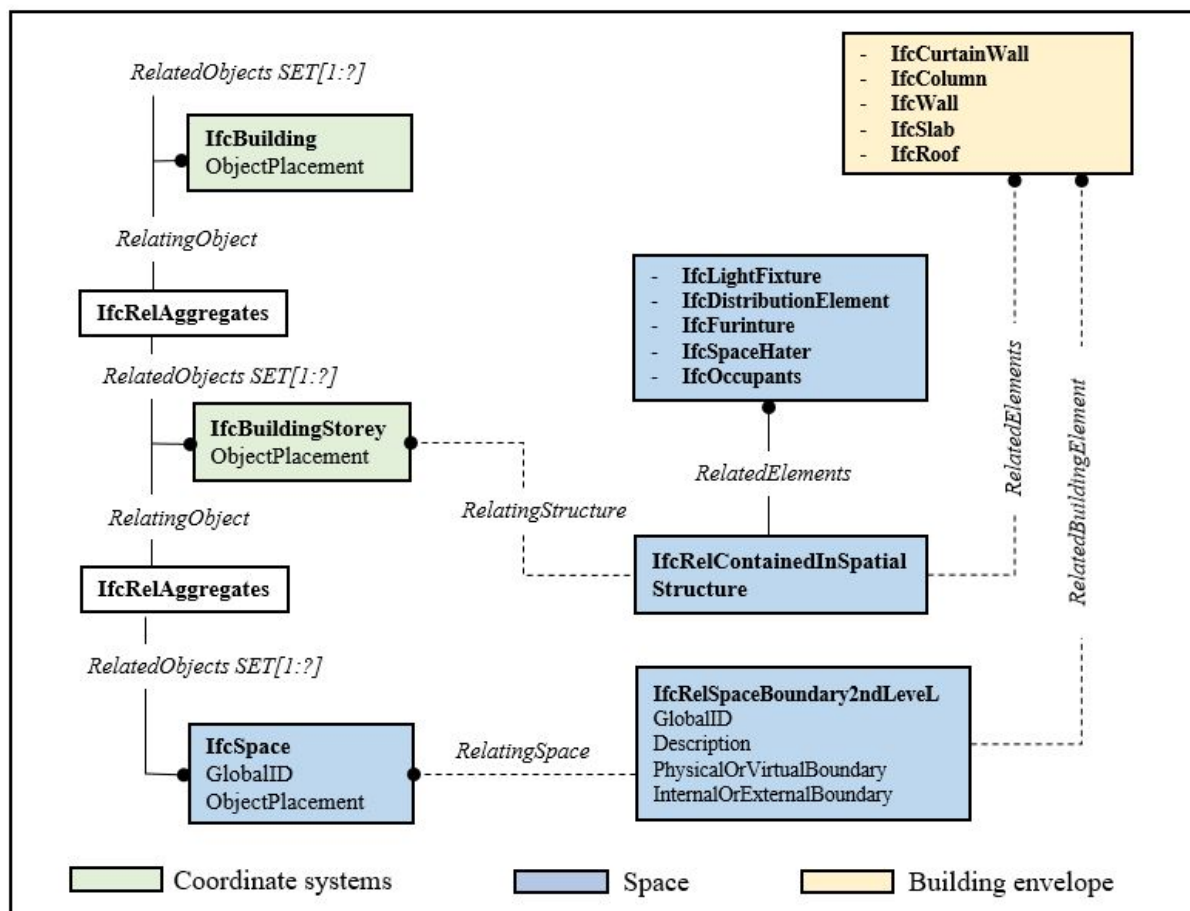 RelatedObjects SET[1:?]
IfcBuilding
ObjectPlacement
RelatingObject
IfcRelAggregates
RelatedObjects SET[1:?]
IfcBuildingStorey
ObjectPlacement
RelatingObject
IfcRelAggregates
RelatedObjects SET[1:?]
IfcSpace
GlobalID
ObjectPlacement
- IfcCurtainWall
- IfcColumn
- IfcWall
- IfcSlab
- IfcRoof
- IfcLightFixture
- IfcDistributionElement
- IfcFurinture
- IfcSpaceHater
- IfcOccupants
RelatedElements
RelatingStructure
IfcRelContainedInSpatial
Structure
RelatedElements
RelatedBuildingElement
RelatingSpace
IfcRelSpaceBoundary2ndLeveL
GlobalID
Description
PhysicalOrVirtualBoundary
InternalOrExternalBoundary
Coordinate systems
Space
Building envelope